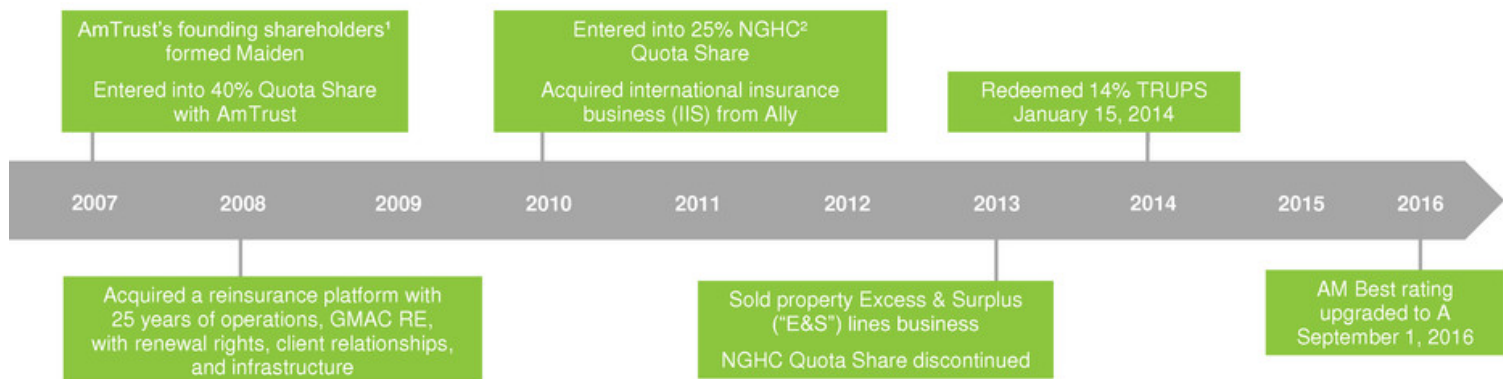 AmTrust's founding shareholders¹
formed Maiden
Entered into 40% Quota Share
with AmTrust
Entered into 25% NGHC²
Quota Share
Acquired international insurance
business (IIS) from Ally
Redeemed 14% TRUPS
January 15, 2014
2007 2008 2009 2010 2011 2012 2013 2014 2015 2016
Acquired a reinsurance platform with
25 years of operations, GMAC RE,
with renewal rights, client relationships,
and infrastructure
Sold property Excess & Surplus
(“E&S”) lines business
NGHC Quota Share discontinued
AM Best rating
upgraded to A
September 1, 2016